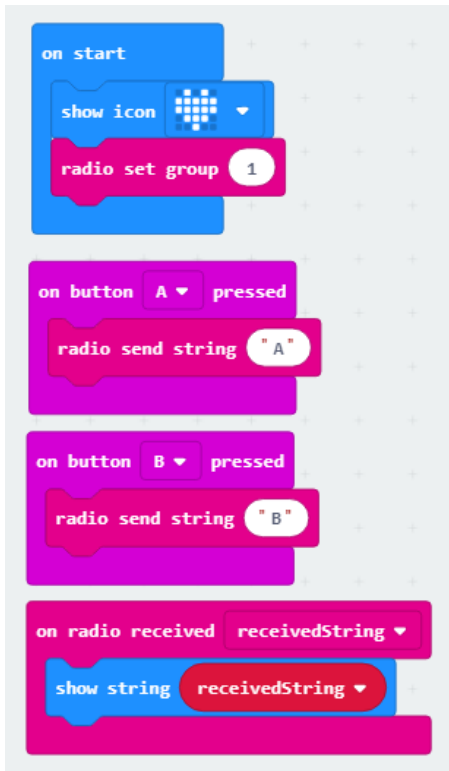 on start
show icon
radio set group 1
on button A pressed
radio send string "A"
on button B pressed
radio send string "B"
on radio received receivedString
show string receivedString